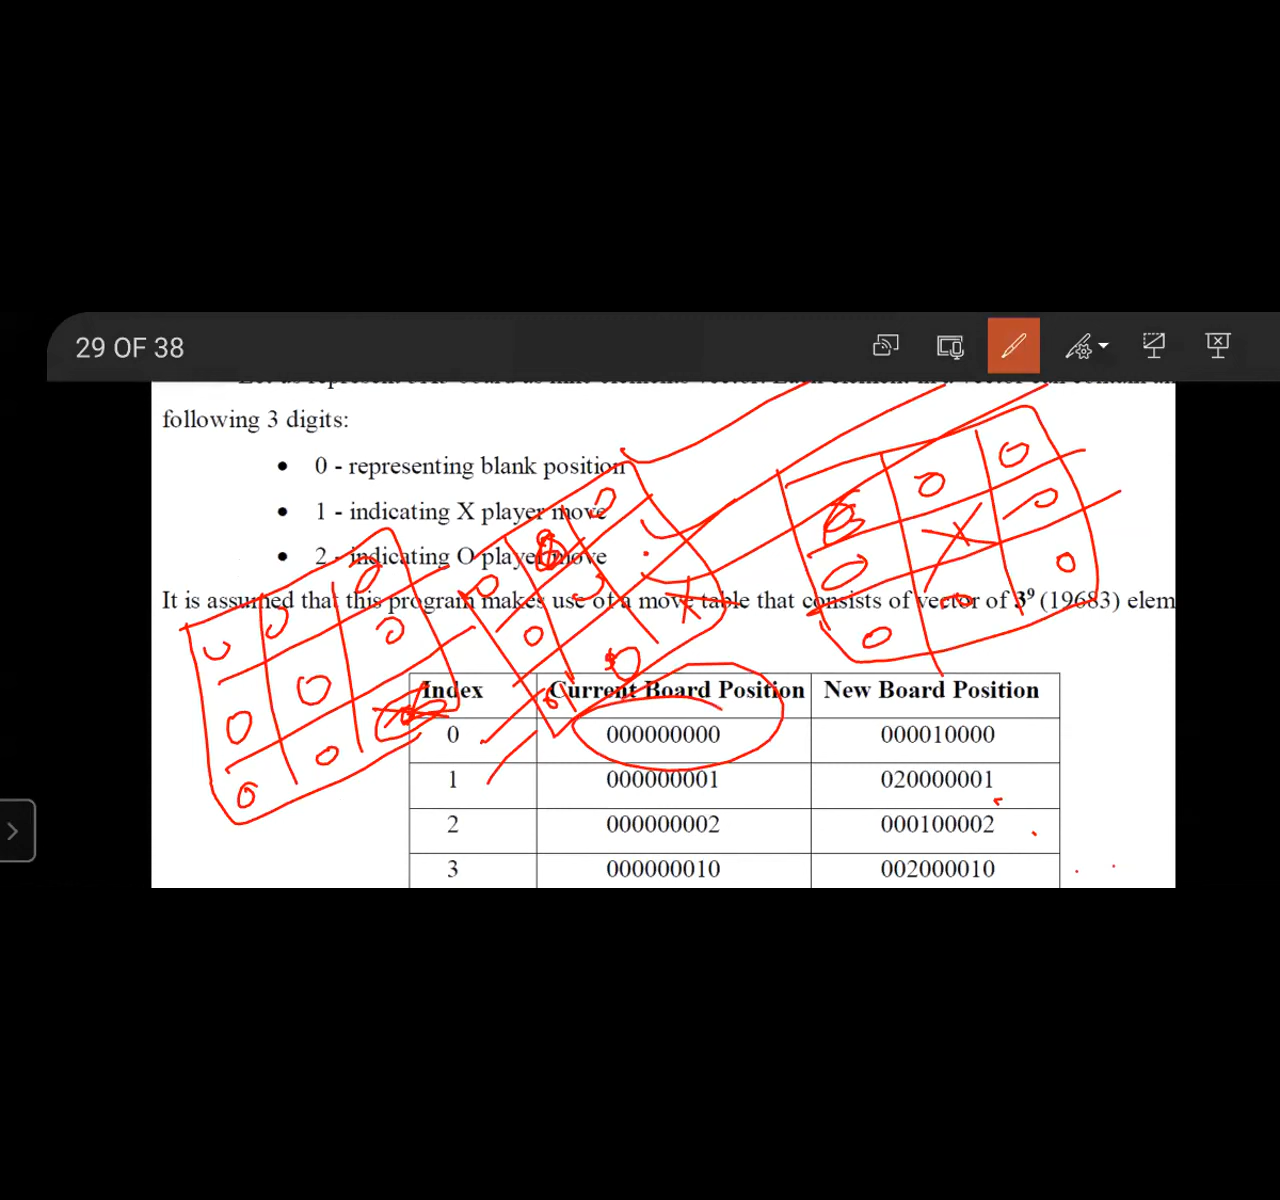 29 OF 38
following 3 digits:
• 0 - representing blank position
• 1 - indicating X player move
• 2 - indicating O player move
It is assumed that this program makes use of a move table that consists of vector of 3⁹ (19683) elem
Index Current Board Position New Board Position
0 000000000 000010000
1 000000001 020000001
2 000000002 000100002
3 000000010 002000010